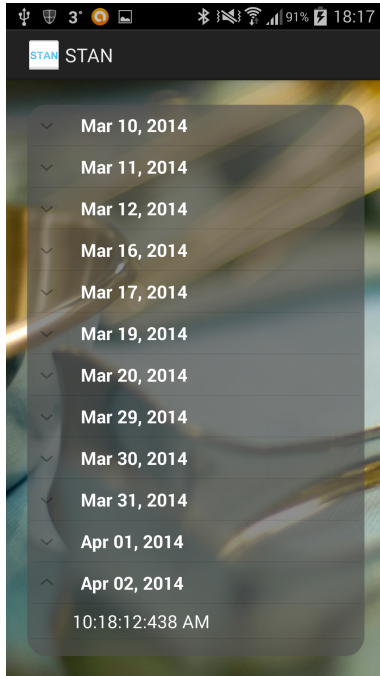 3°
91%
18:17
STAN
STAN
Mar 10, 2014
Mar 11, 2014
Mar 12, 2014
Mar 16, 2014
Mar 17, 2014
Mar 19, 2014
Mar 20, 2014
Mar 29, 2014
Mar 30, 2014
Mar 31, 2014
Apr 01, 2014
Apr 02, 2014
10:18:12:438 AM